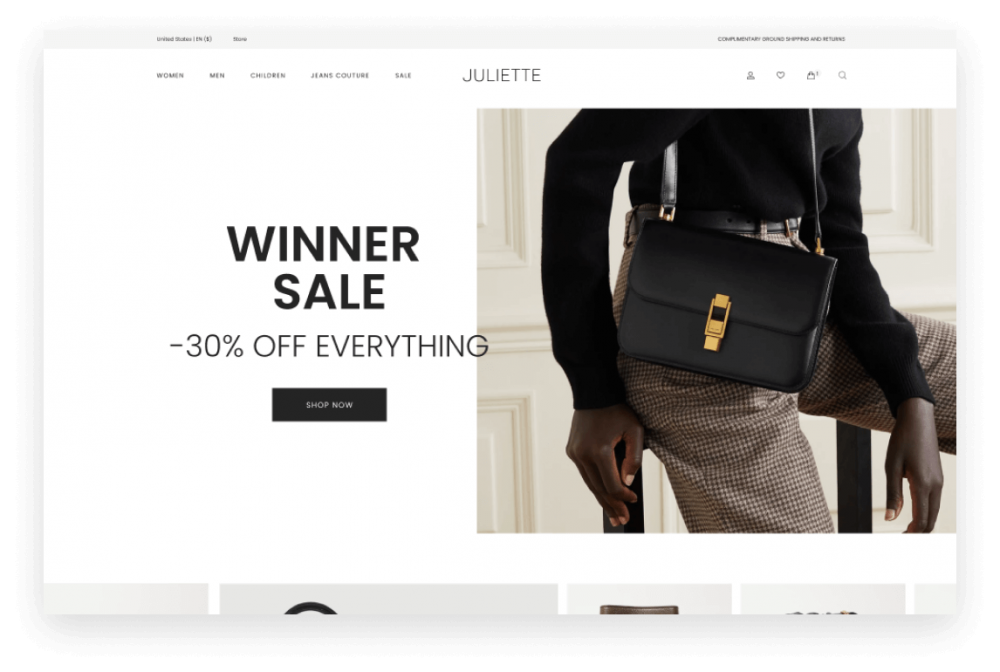 United States | EN ($) Store COMPLIMENTARY GROUND SHIPPING AND RETURNS
WOMEN MEN CHILDREN JEANS COUTURE SALE JULIETTE
WINNER
SALE
-30% OFF EVERYTHING
SHOP NOW